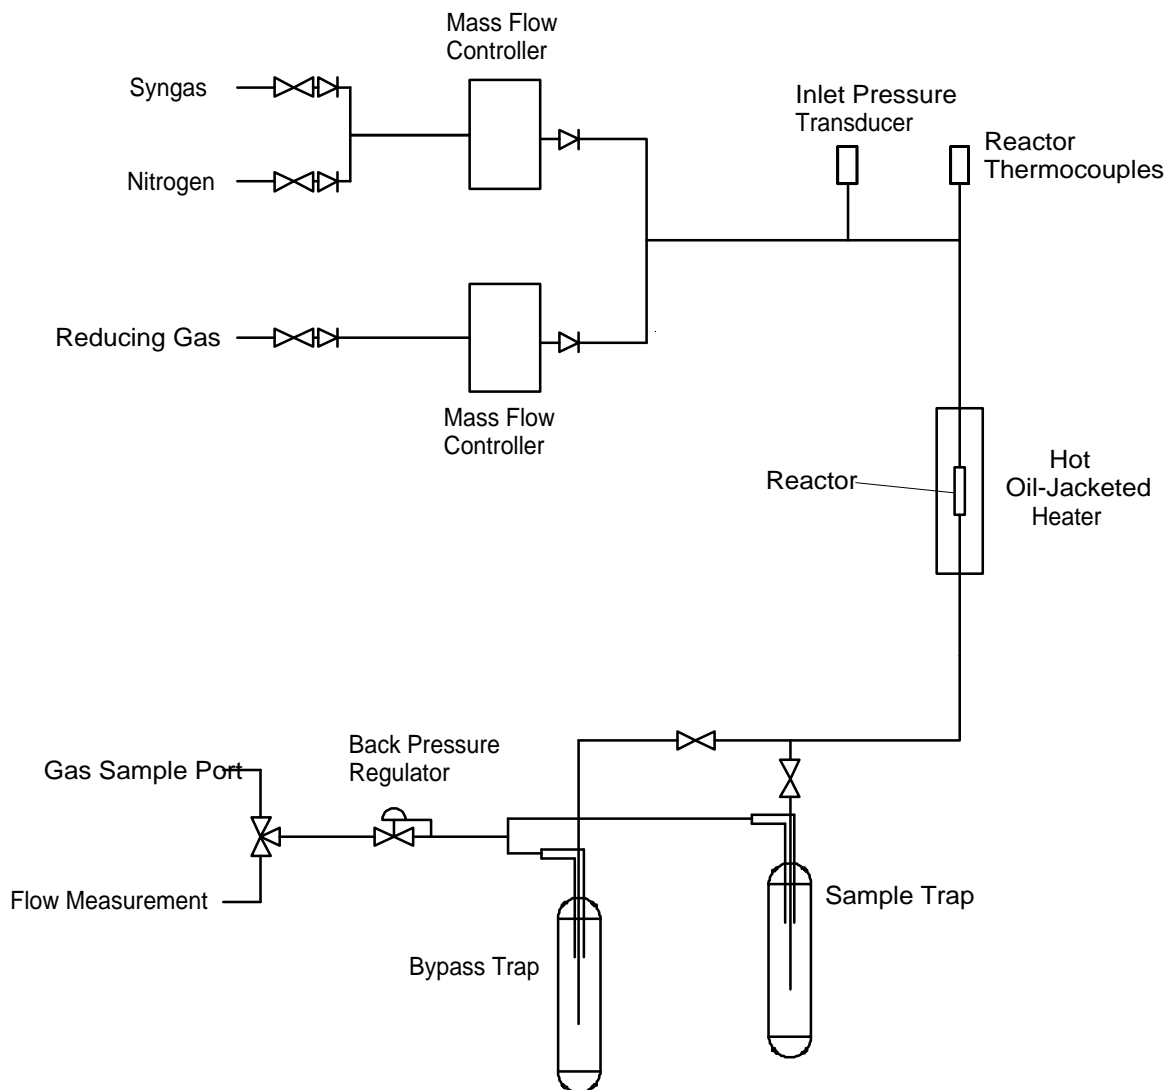 Mass Flow
Controller
Syngas
Inlet Pressure
Transducer
Reactor
Thermocouples
Nitrogen
Reducing Gas
Mass Flow
Controller
Reactor
Hot
Oil-Jacketed
Heater
Back Pressure
Regulator
Gas Sample Port
Flow Measurement
Sample Trap
Bypass Trap